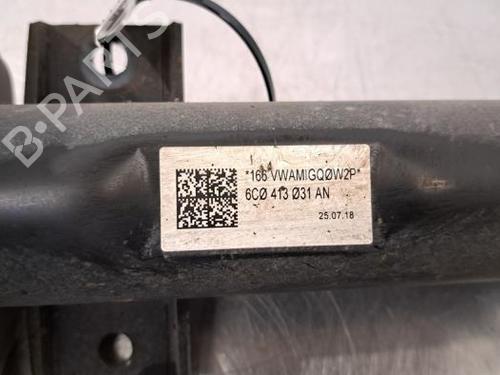 B-PARTS
*166 VWAMIGQØW2P*
6CØ 413 Ø31 AN
25.07.18